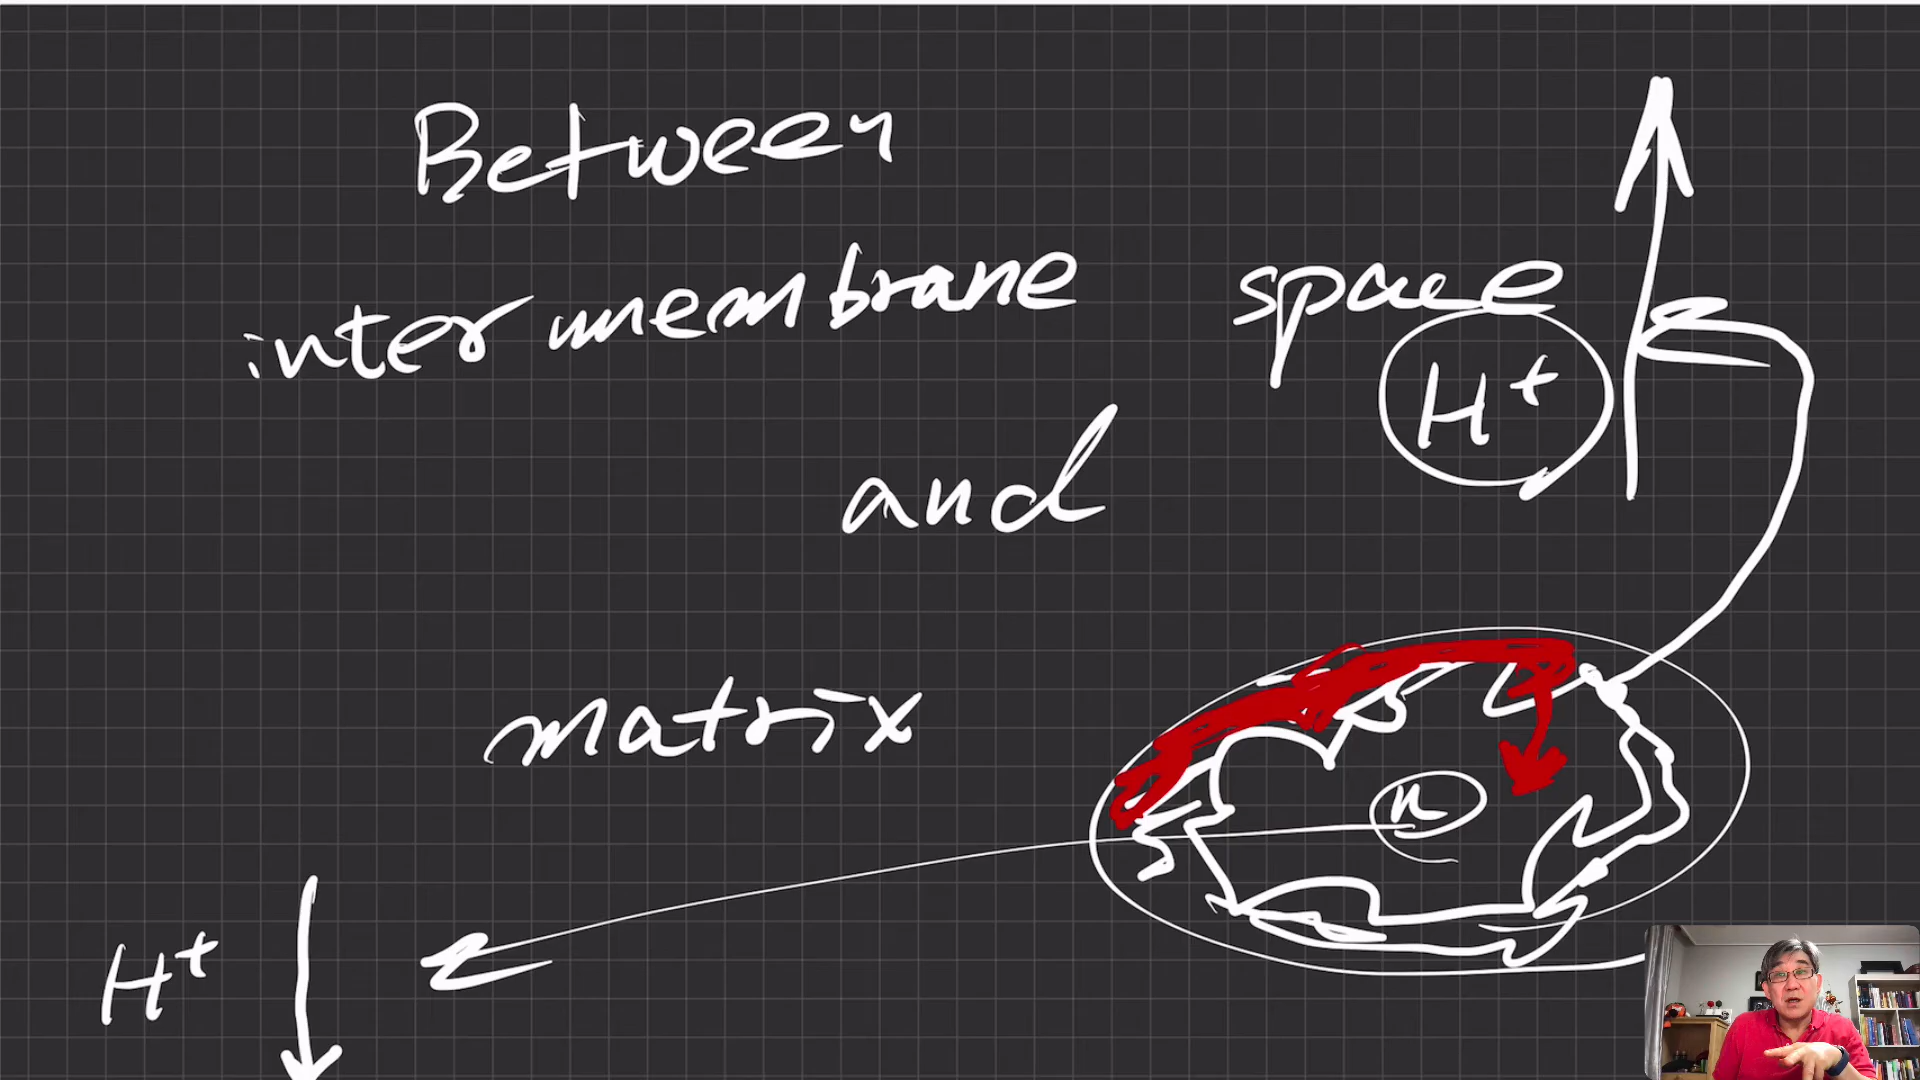 Between
intermembrane space
H+
and
matrix
n
H+